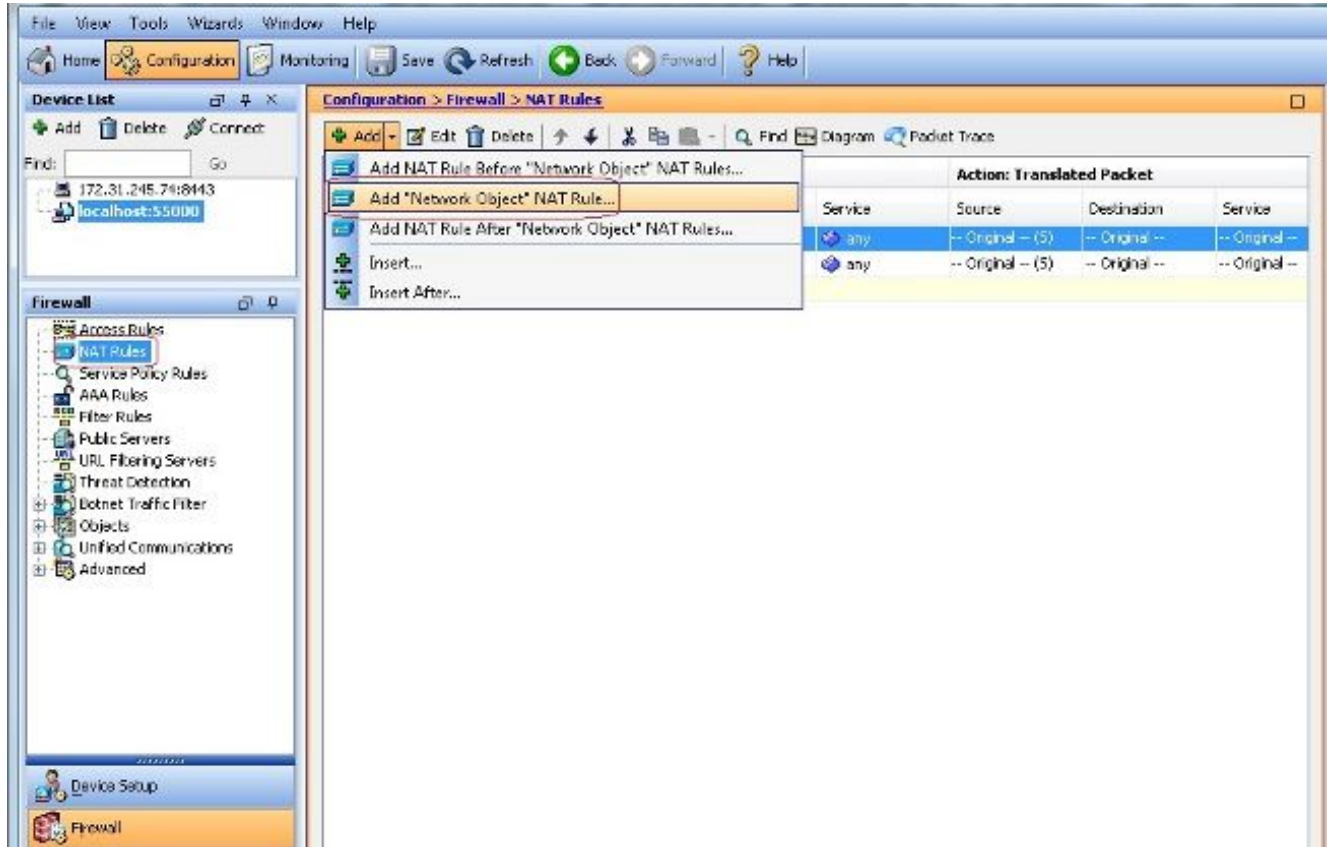 File View Tools Wizards Window Help
Home Configuration Monitoring Save Refresh Back Forward Help
Device List
Add Delete Connect
Find: Go
172.31.245.74:8443
localhost:55000
Firewall
Access Rules
NAT Rules
Service Policy Rules
AAA Rules
Filter Rules
Public Servers
URL Filtering Servers
Threat Detection
Botnet Traffic Filter
Objects
Unified Communications
Advanced
Device Setup
Firewall
Configuration > Firewall > NAT Rules
Add Edit Delete Find Diagram Packet Trace
Add NAT Rule Before "Network Object" NAT Rules...
Add "Network Object" NAT Rule...
Add NAT Rule After "Network Object" NAT Rules...
Insert...
Insert After...
Action: Translated Packet
Service Source Destination Service
any -- Original -- (5) -- Original -- -- Original --
any -- Original -- (5) -- Original -- -- Original --